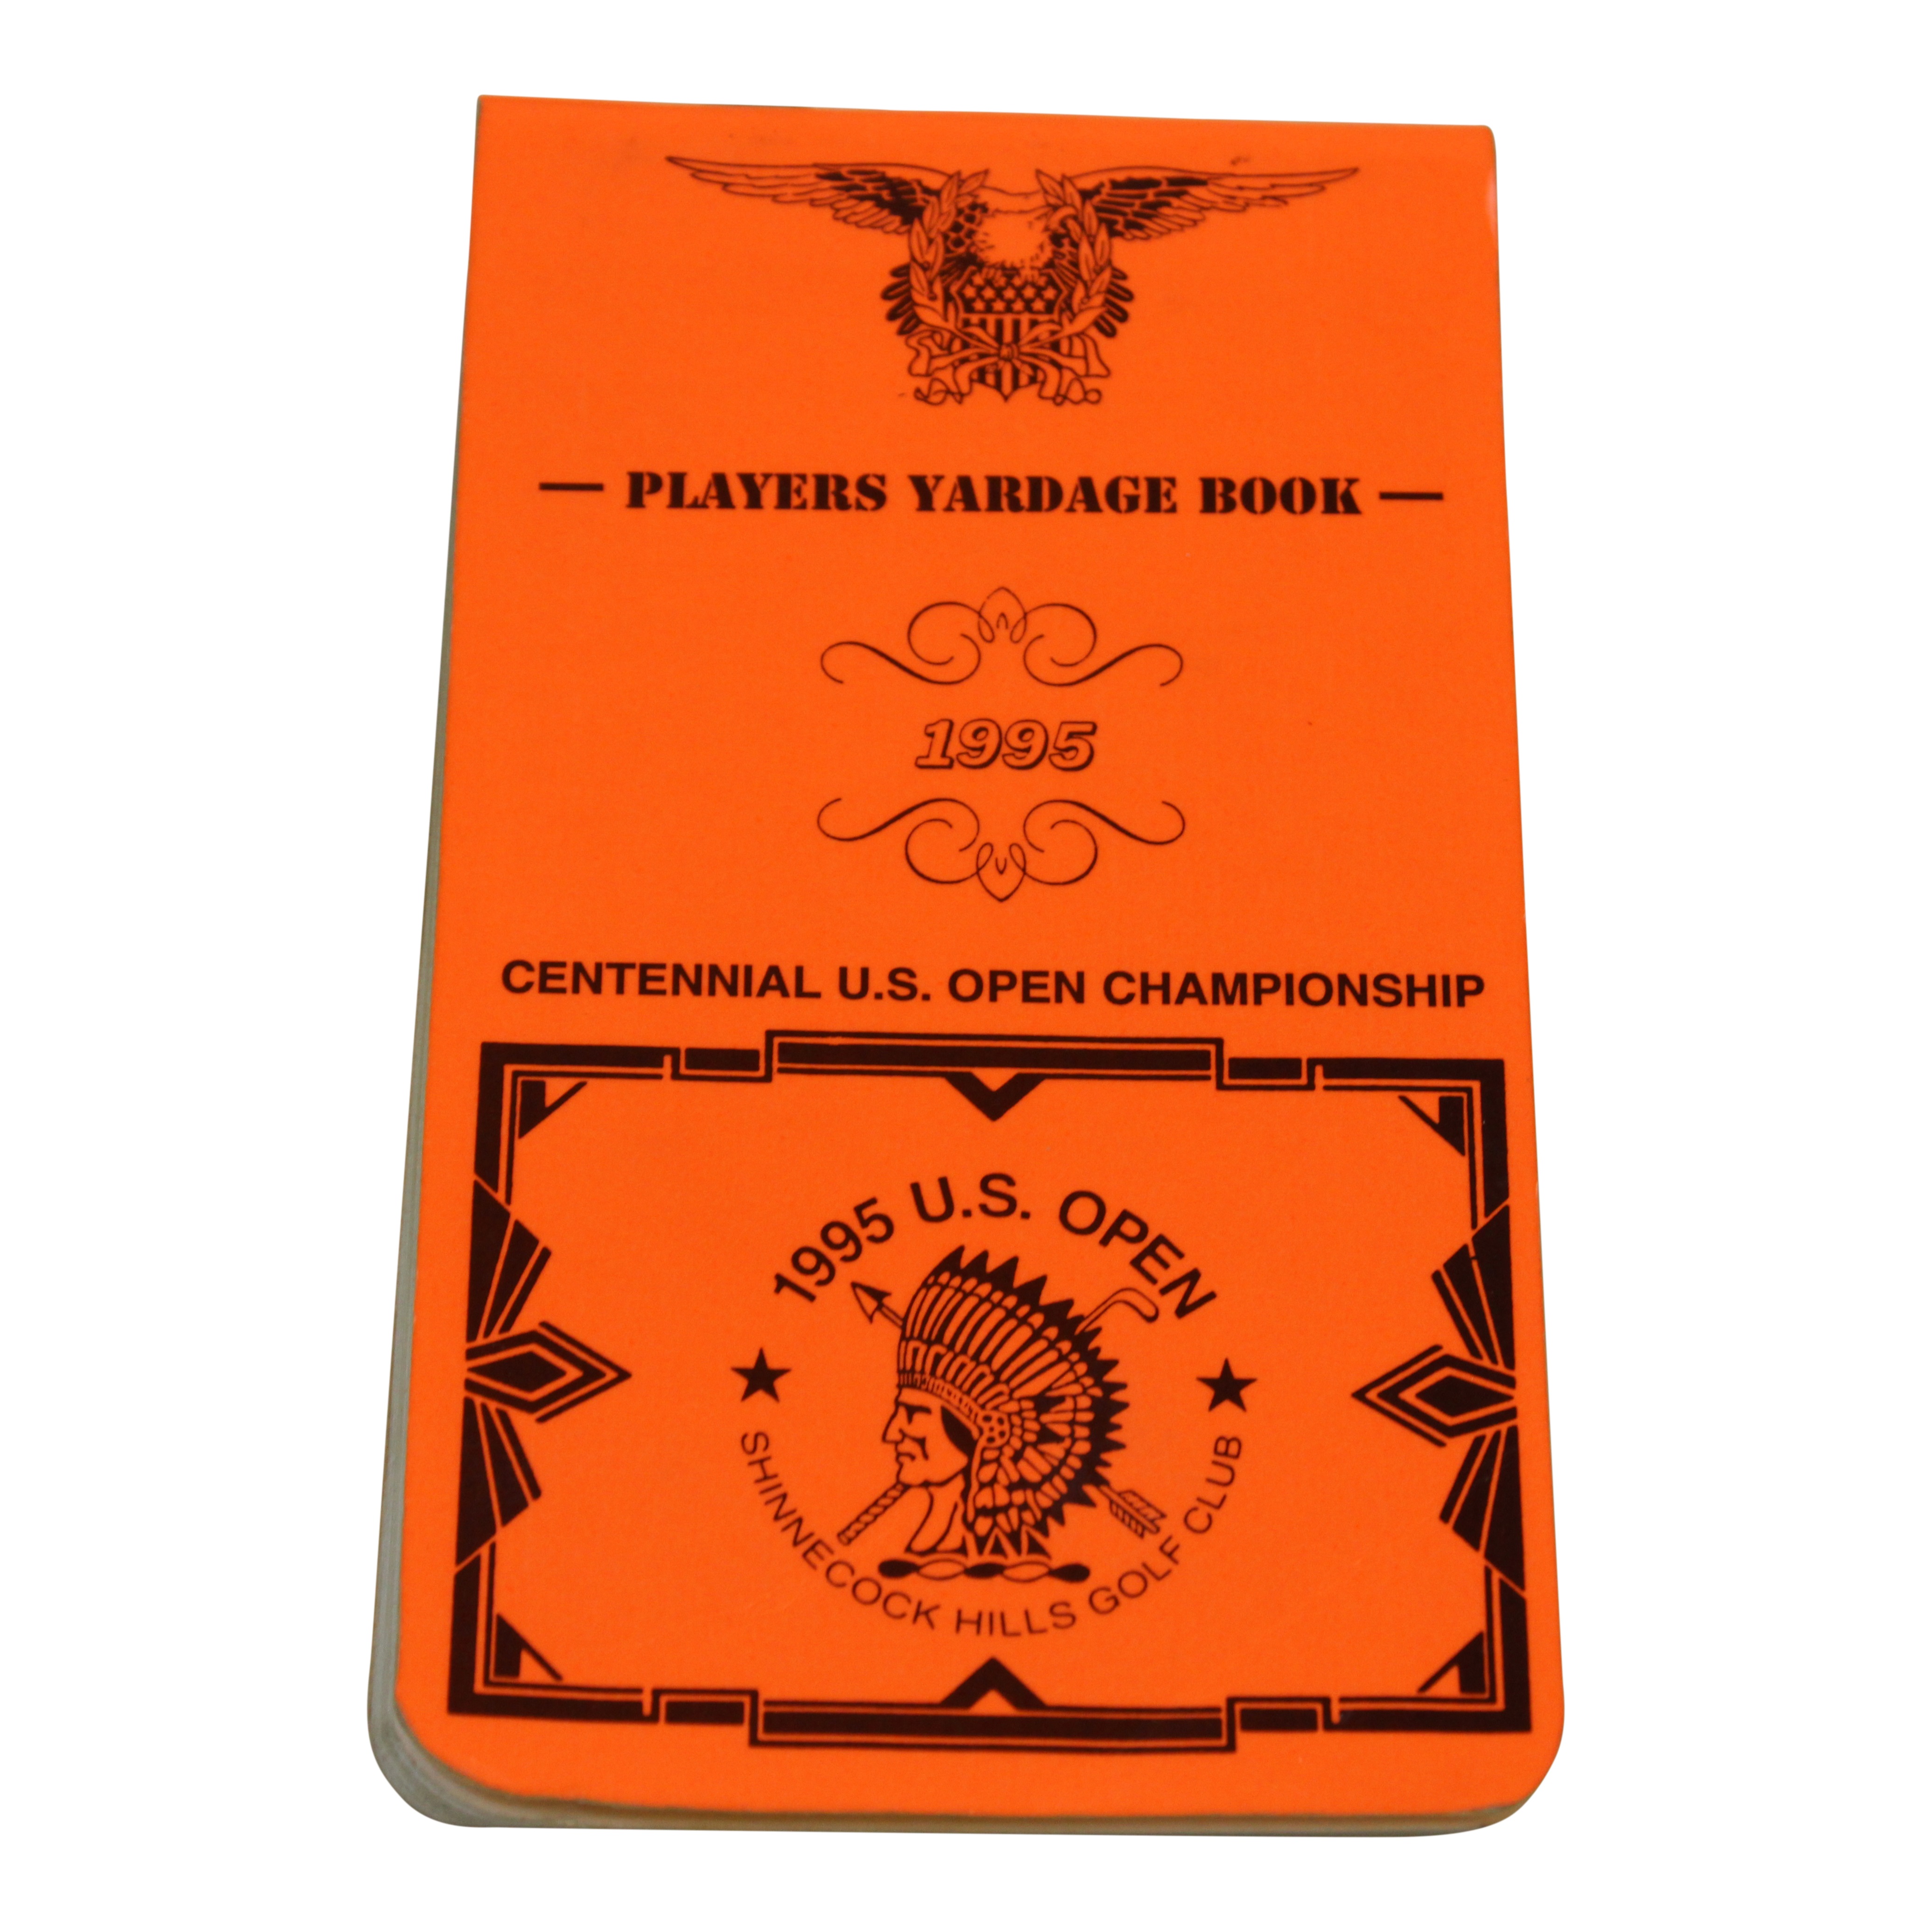 — PLAYERS YARDAGE BOOK —
1995
CENTENNIAL U.S. OPEN CHAMPIONSHIP
1995 U.S. OPEN
SHINNECOCK HILLS GOLF CLUB